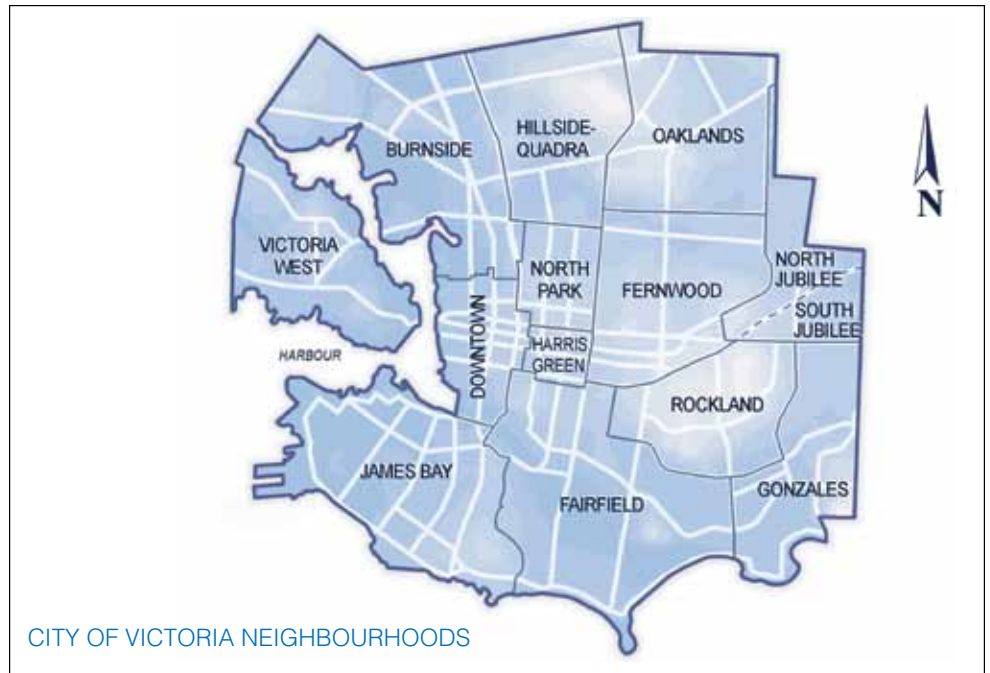 BURNSIDE
HILLSIDE-
QUADRA
OAKLANDS
N
VICTORIA
WEST
NORTH
PARK
FERNWOOD
NORTH
JUBILEE
SOUTH
JUBILEE
HARBOUR
DOWNTOWN
HARRIS
GREEN
ROCKLAND
JAMES BAY
FAIRFIELD
GONZALES
CITY OF VICTORIA NEIGHBOURHOODS